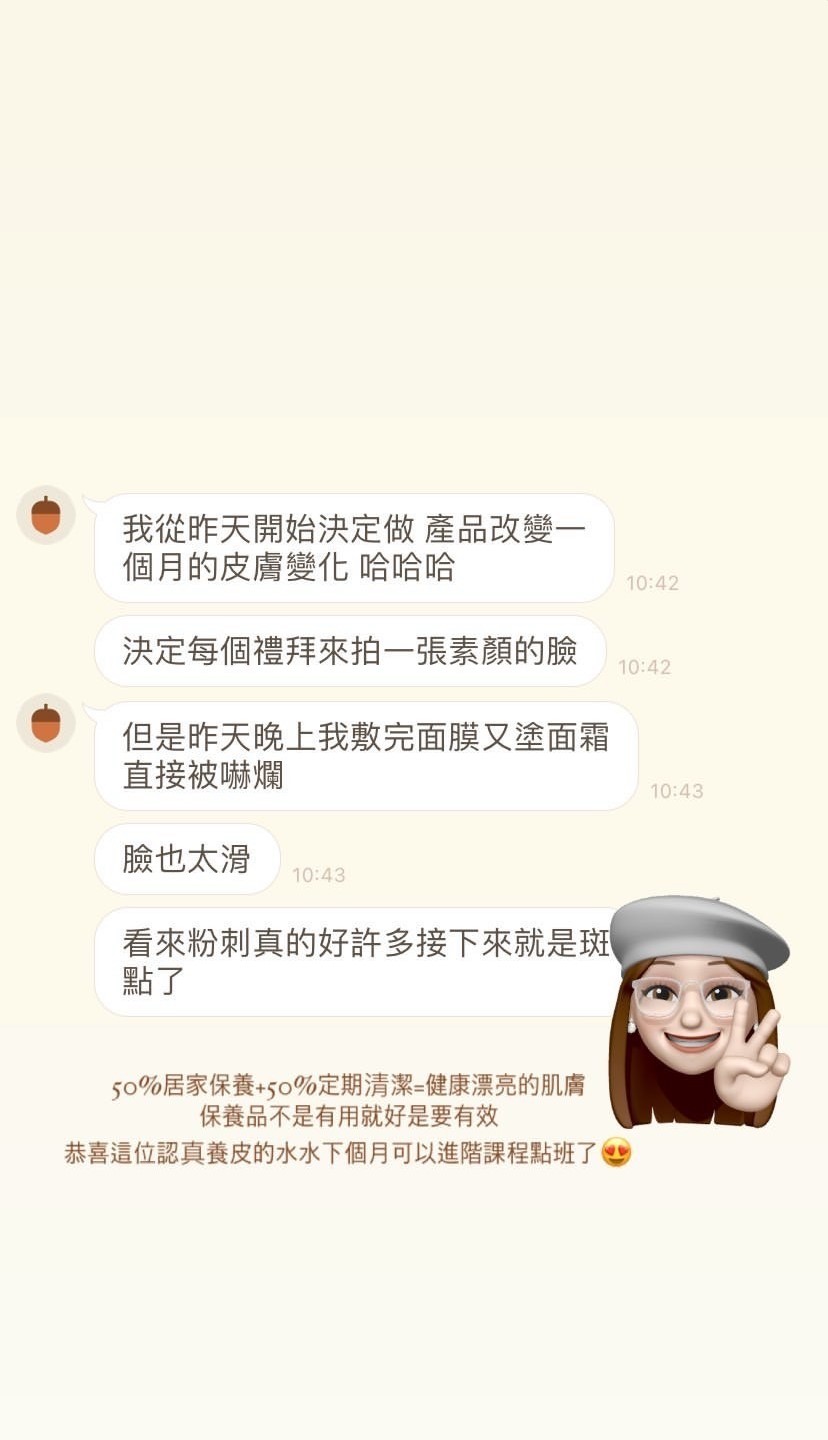 我從昨天開始決定做 產品改變一
個月的皮膚變化 哈哈哈
10:42
決定每個禮拜來拍一張素顏的臉
10:42
但是昨天晚上我敷完面膜又塗面霜
直接被嚇爛
10:43
臉也太滑
10:43
看來粉刺真的好許多接下來就是斑
點了
50%居家保養+50%定期清潔=健康漂亮的肌膚
保養品不是有用就好是要有效
恭喜這位認真養皮的水水下個月可以進階課程點班了😍